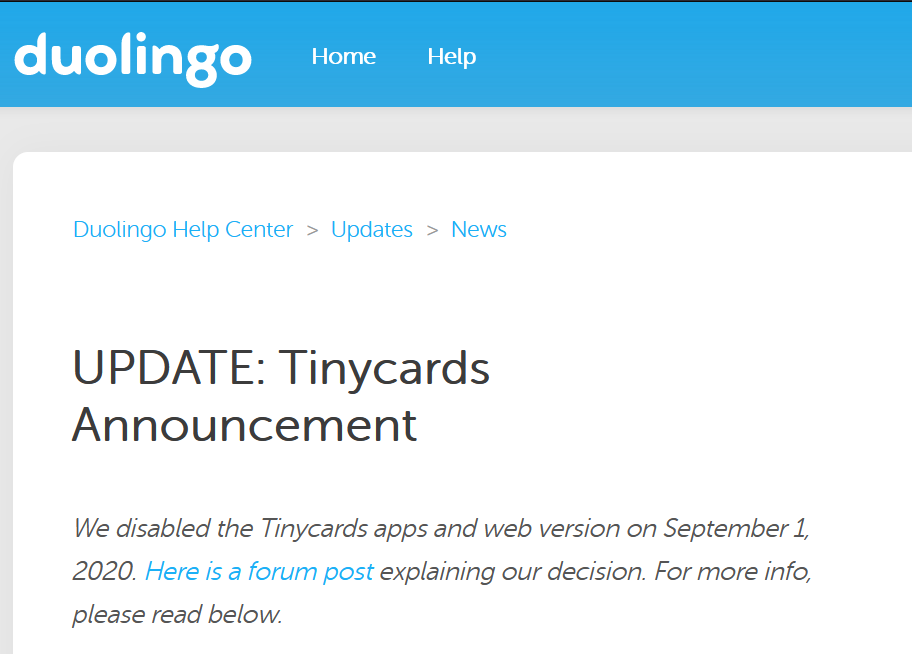 duolingo Home Help
Duolingo Help Center > Updates > News
UPDATE: Tinycards
Announcement
We disabled the Tinycards apps and web version on September 1,
2020. Here is a forum post explaining our decision. For more info,
please read below.